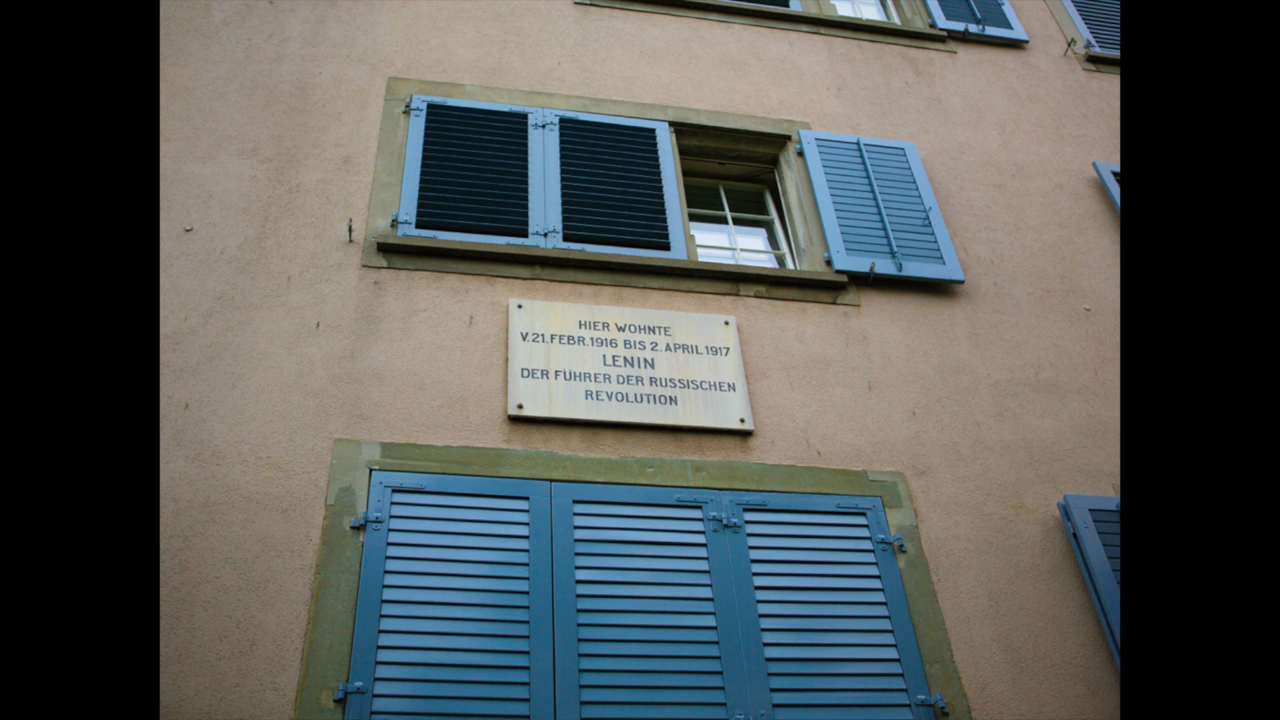 HIER WOHNTE
V. 21. FEBR. 1916 BIS 2. APRIL 1917
LENIN
DER FÜHRER DER RUSSISCHEN
REVOLUTION